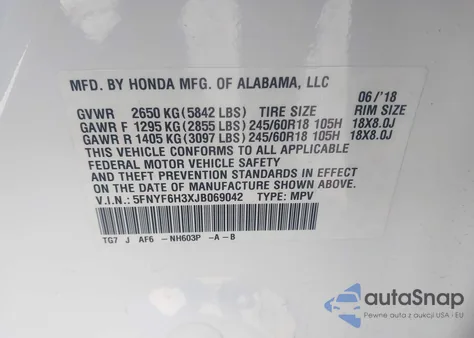 MFD. BY HONDA MFG. OF ALABAMA, LLC
06/'18
GVWR 2650 KG(5842 LBS) TIRE SIZE RIM SIZE
GAWR F 1295 KG(2855 LBS) 245/60R18 105H 18X8.0J
GAWR R 1405 KG(3097 LBS) 245/60R18 105H 18X8.0J
THIS VEHICLE CONFORMS TO ALL APPLICABLE
FEDERAL MOTOR VEHICLE SAFETY
AND THEFT PREVENTION STANDARDS IN EFFECT
ON THE DATE OF MANUFACTURE SHOWN ABOVE.
V.I.N.: 5FNYF6H3XJB069042 TYPE: MPV
TG7 J AF6 -NH603P -A-B
autoSnap
Pewne auto z aukcji USA - EU